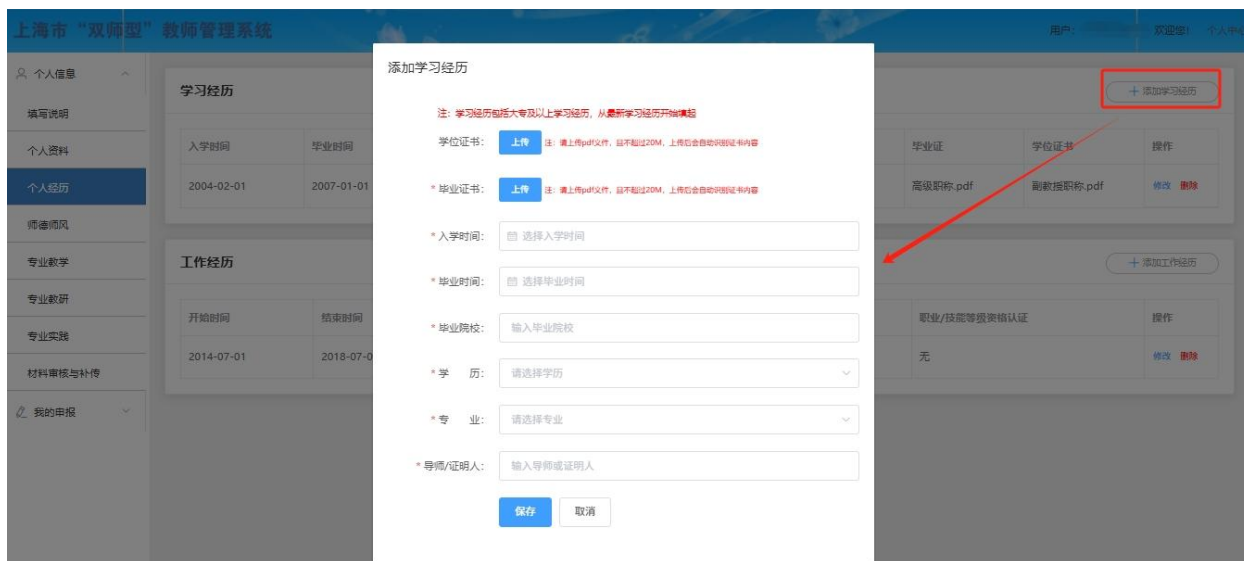 上海市“双师型”教师管理系统
用户： 欢迎您！ 个人中心
个人信息
填写说明
个人资料
个人经历
师德师风
专业教学
专业教研
专业实践
材料审核与补传
我的申报
学习经历
+ 添加学习经历
入学时间 毕业时间 毕业证 学位证书 操作
2004-02-01 2007-01-01 高级职称.pdf 副教授职称.pdf 修改 删除
工作经历
+ 添加工作经历
开始时间 结束时间 职业/技能等级资格认证 操作
2014-07-01 2018-07-0 无 修改 删除
添加学习经历
注：学习经历包括大专及以上学习经历，从最新学习经历开始填起
学位证书： 上传 注：请上传pdf文件，且不超过20M，上传后会自动识别证书内容
* 毕业证书： 上传 注：请上传pdf文件，且不超过20M，上传后会自动识别证书内容
* 入学时间： 选择入学时间
* 毕业时间： 选择毕业时间
* 毕业院校： 输入毕业院校
* 学 历： 请选择学历
* 专 业： 请选择专业
* 导师/证明人： 输入导师或证明人
保存 取消